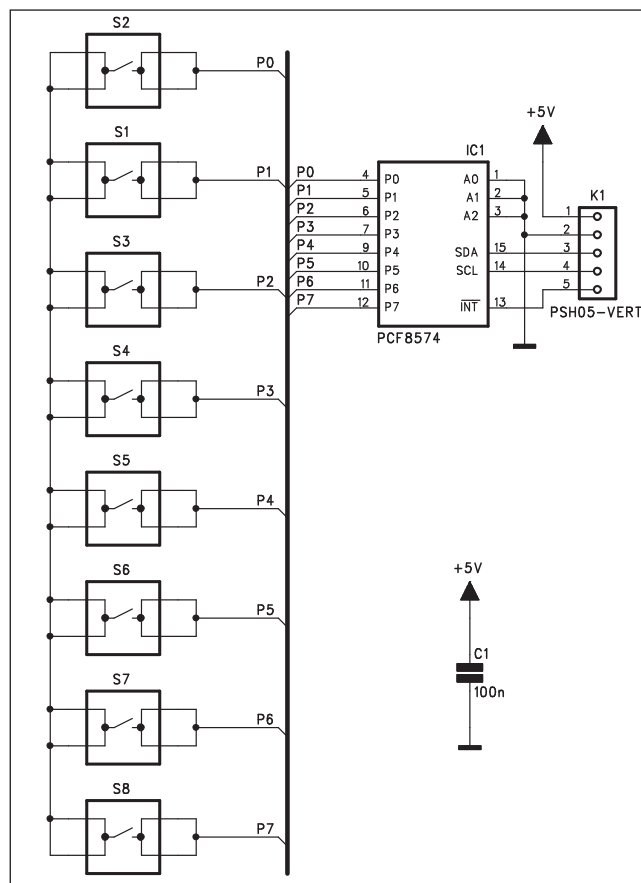 S2
P0
S1
P1
S3
P2
S4
P3
S5
P4
S6
P5
S7
P6
S8
P7
P0
P1
P2
P3
P4
P5
P6
P7
4
5
6
7
9
10
11
12
IC1
P0
P1
P2
P3
P4
P5
P6
P7
A0
A1
A2
SDA
SCL
INT
PCF8574
1
2
3
15
14
13
+5V
K1
1
2
3
4
5
PSH05-VERT
+5V
C1
100n